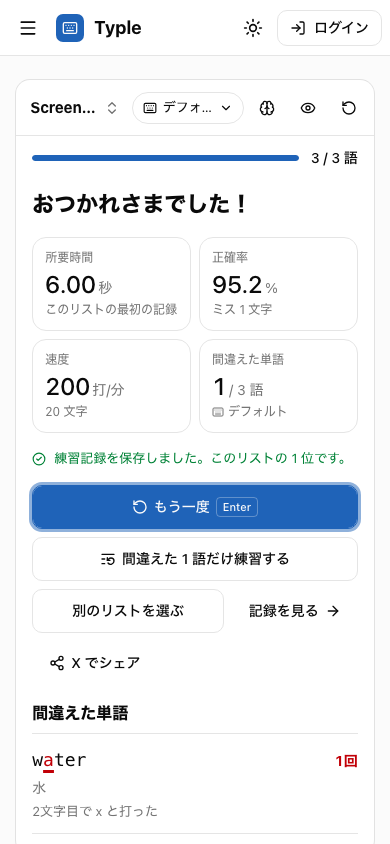 Typle
ログイン
Screen...
デフォ...
3 / 3 語
おつかれさまでした！
所要時間
6.00 秒
このリストの最初の記録
正確率
95.2 %
ミス 1 文字
速度
200 打/分
20 文字
間違えた単語
1 / 3 語
デフォルト
練習記録を保存しました。このリストの 1 位です。
もう一度 Enter
間違えた 1 語だけ練習する
別のリストを選ぶ
記録を見る →
X でシェア
間違えた単語
water 1回
水
2文字目で x と打った